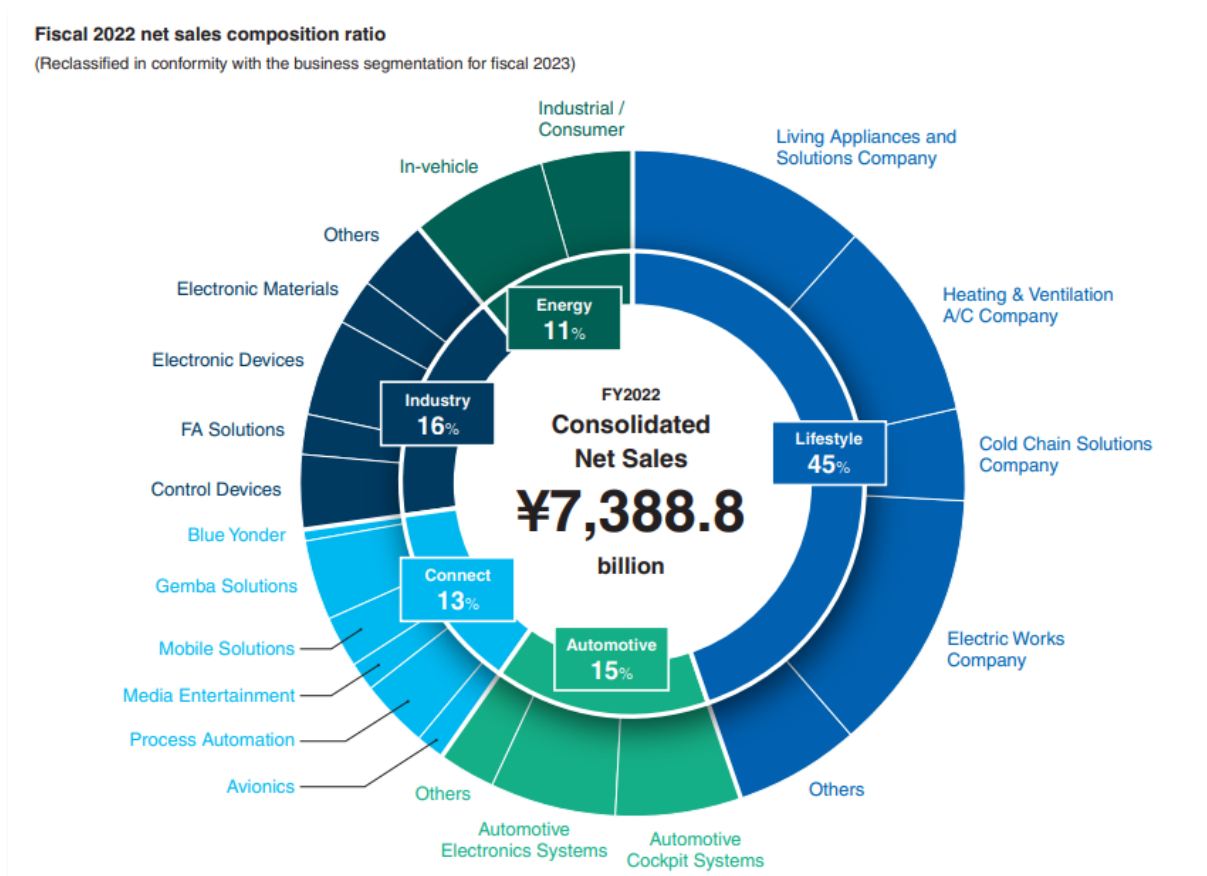 Fiscal 2022 net sales composition ratio
(Reclassified in conformity with the business segmentation for fiscal 2023)
Industrial /
Consumer
Living Appliances and
Solutions Company
In-vehicle
Others
Electronic Materials
Heating & Ventilation
A/C Company
Energy
11%
Electronic Devices
Industry
16%
FY2022
Consolidated
Net Sales
¥7,388.8
billion
Lifestyle
45%
FA Solutions
Cold Chain Solutions
Company
Control Devices
Blue Yonder
Connect
13%
Gemba Solutions
Mobile Solutions
Automotive
15%
Electric Works
Company
Media Entertainment
Process Automation
Avionics
Others
Others
Automotive
Electronics Systems
Automotive
Cockpit Systems